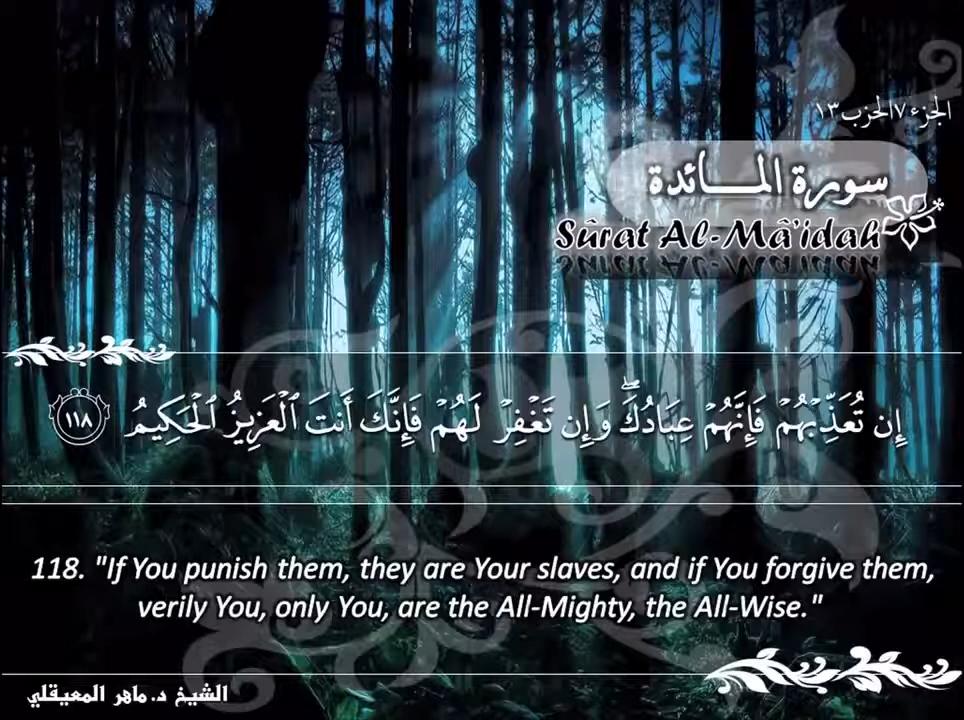 الجزء ٧ الحزب ١٣
سورة المـــائدة
Sûrat Al-Mâ'idah
إِن تُعَذِّبْهُمْ فَإِنَّهُمْ عِبَادُكَ ۖ وَإِن تَغْفِرْ لَهُمْ فَإِنَّكَ أَنتَ ٱلْعَزِيزُ ٱلْحَكِيمُ ١١٨
118. "If You punish them, they are Your slaves, and if You forgive them,
verily You, only You, are the All-Mighty, the All-Wise."
الشيخ د. ماهر المعيقلي